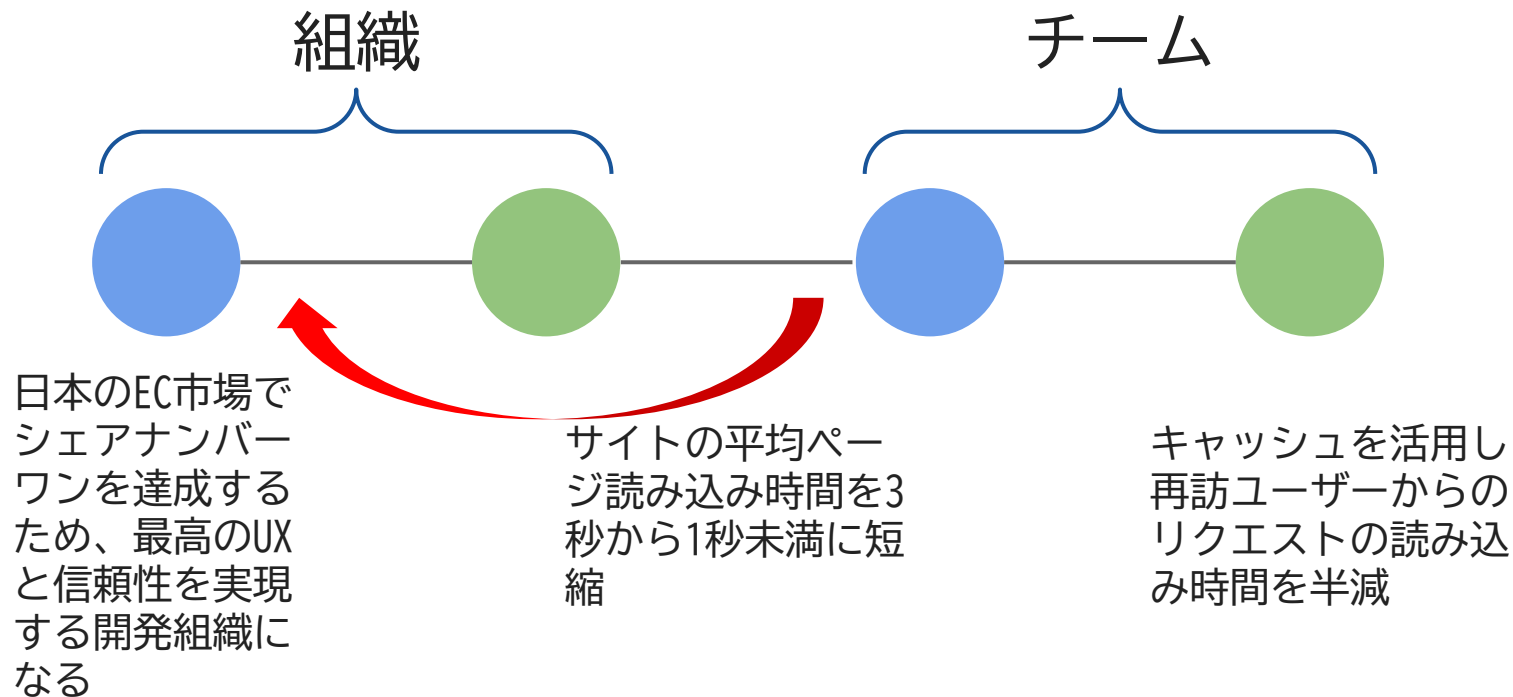 組織
チーム
日本のEC市場で
シェアナンバー
ワンを達成する
ため、最高のUX
と信頼性を実現
する開発組織に
なる
サイトの平均ペー
ジ読み込み時間を3
秒から1秒未満に短
縮
キャッシュを活用し
再訪ユーザーからの
リクエストの読み込
み時間を半減